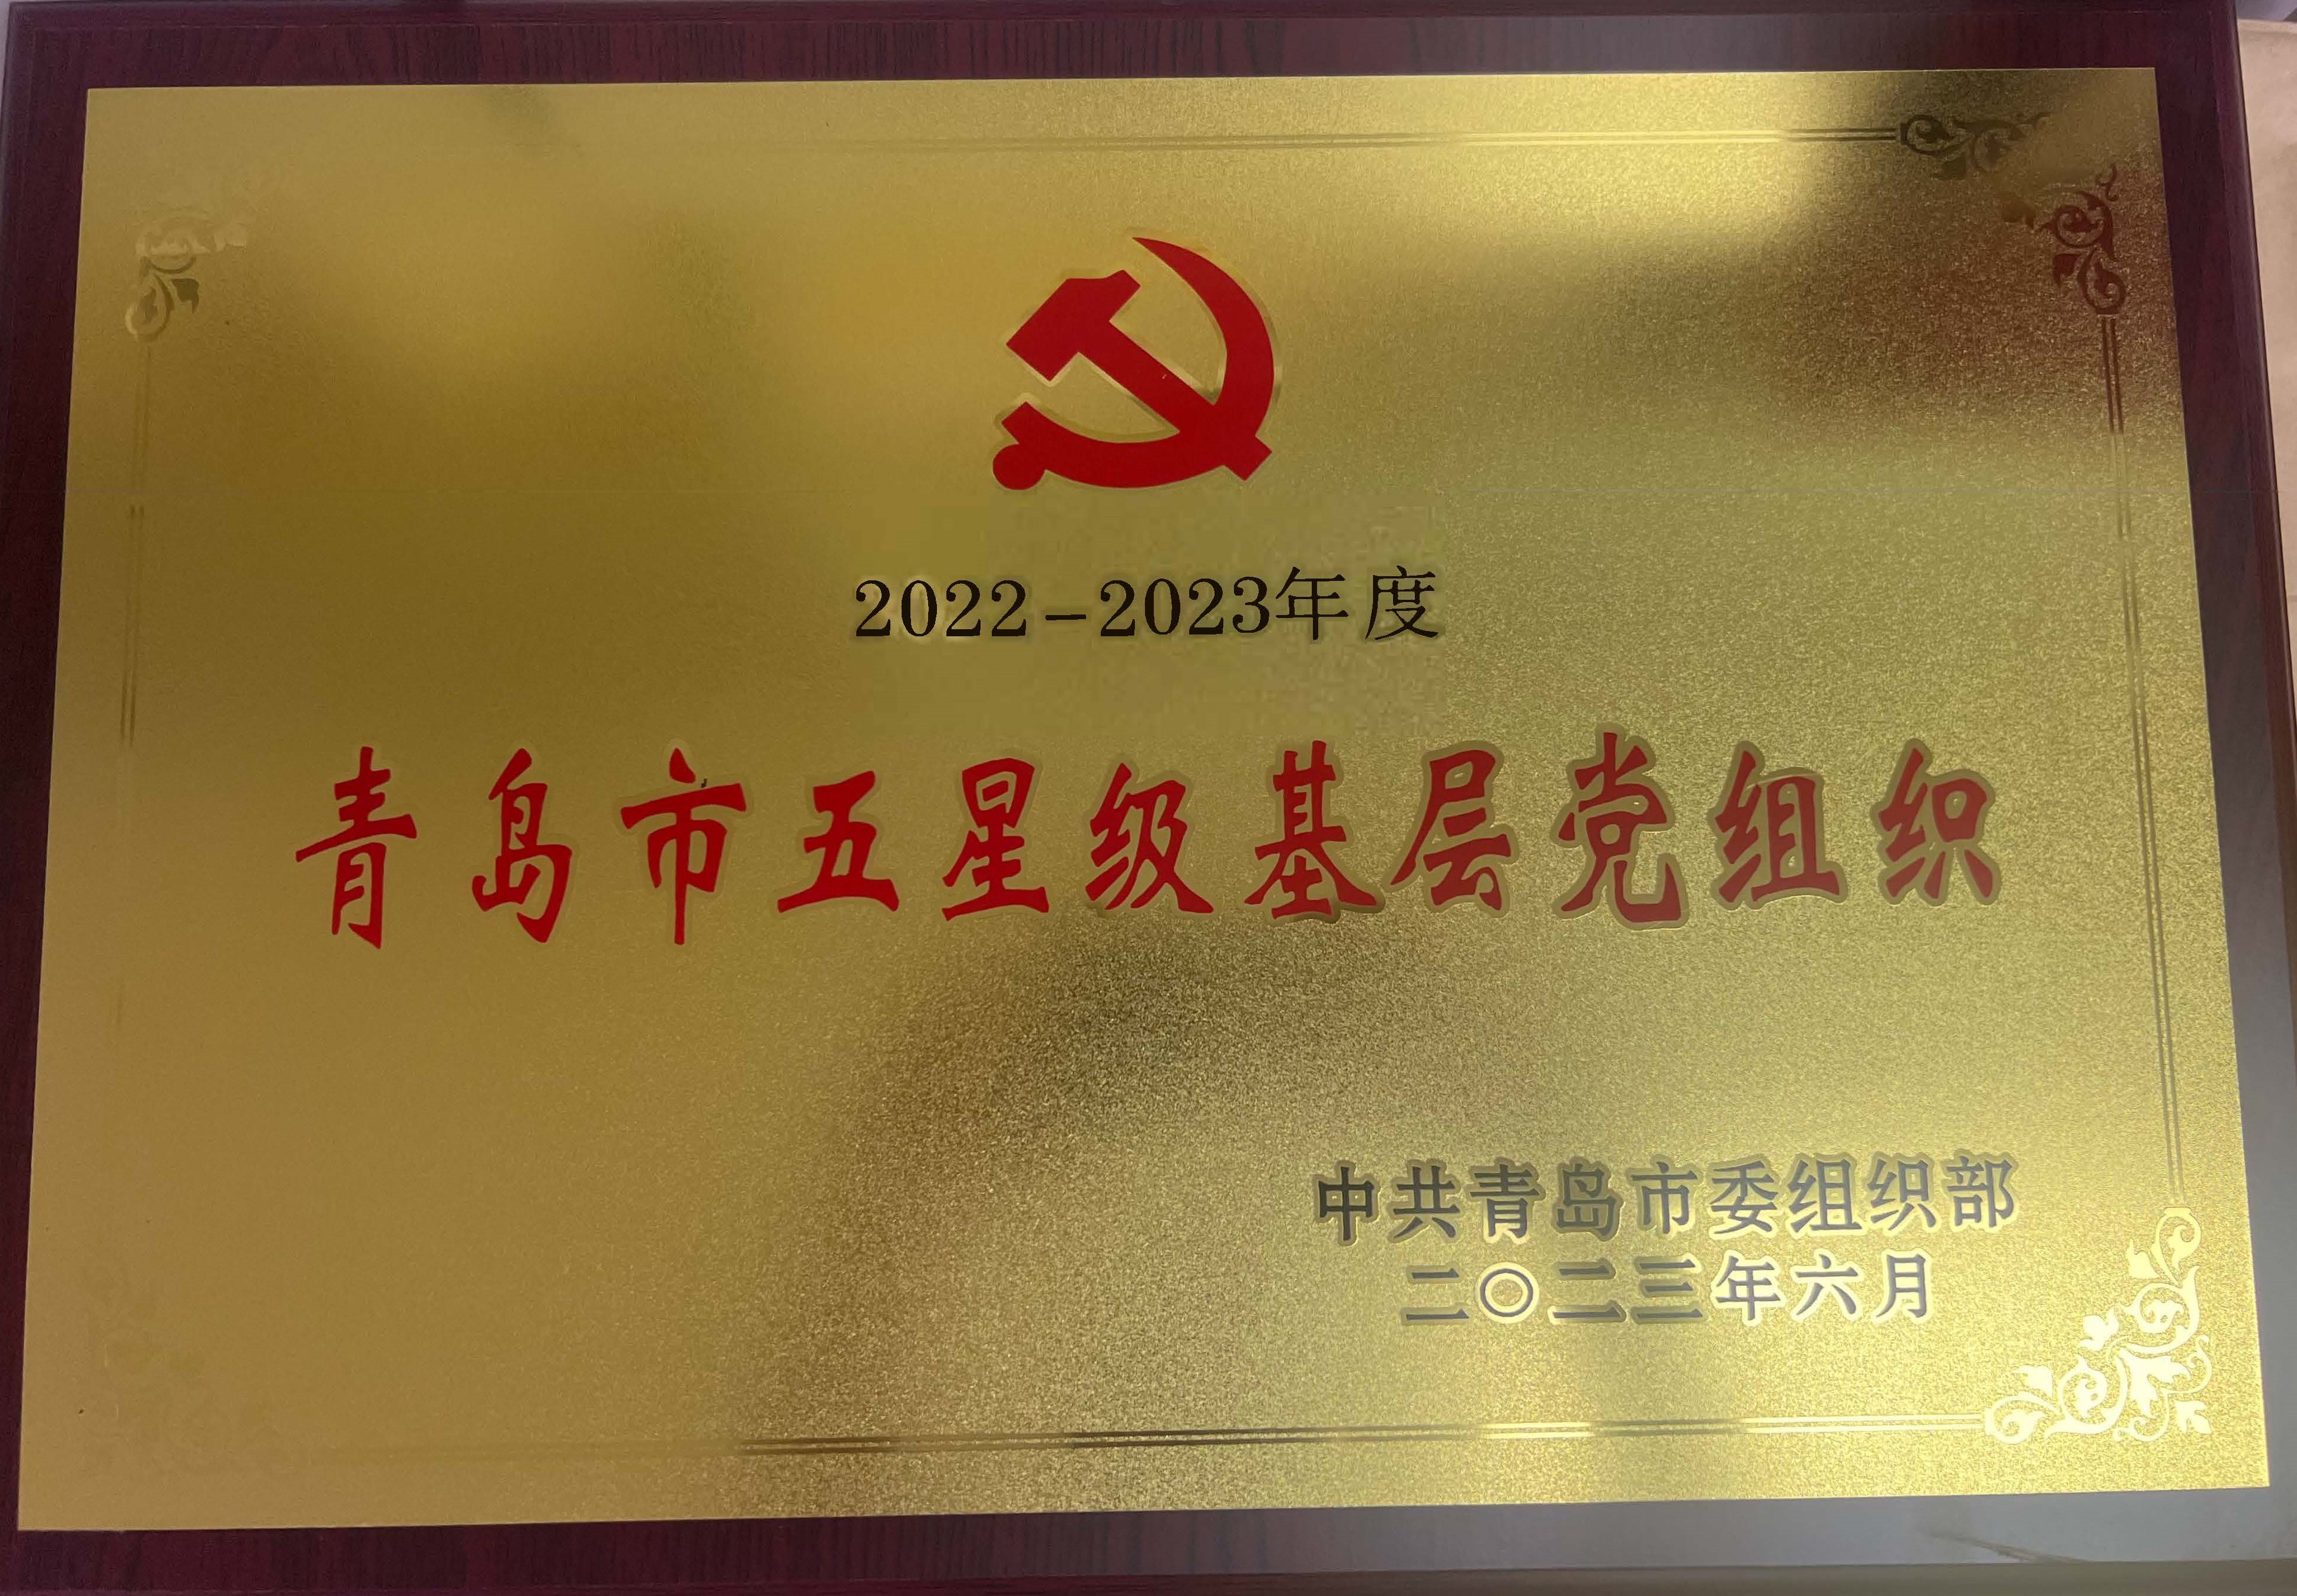 2022-2023年度
青岛市五星级基层党组织
中共青岛市委组织部
二〇二三年六月